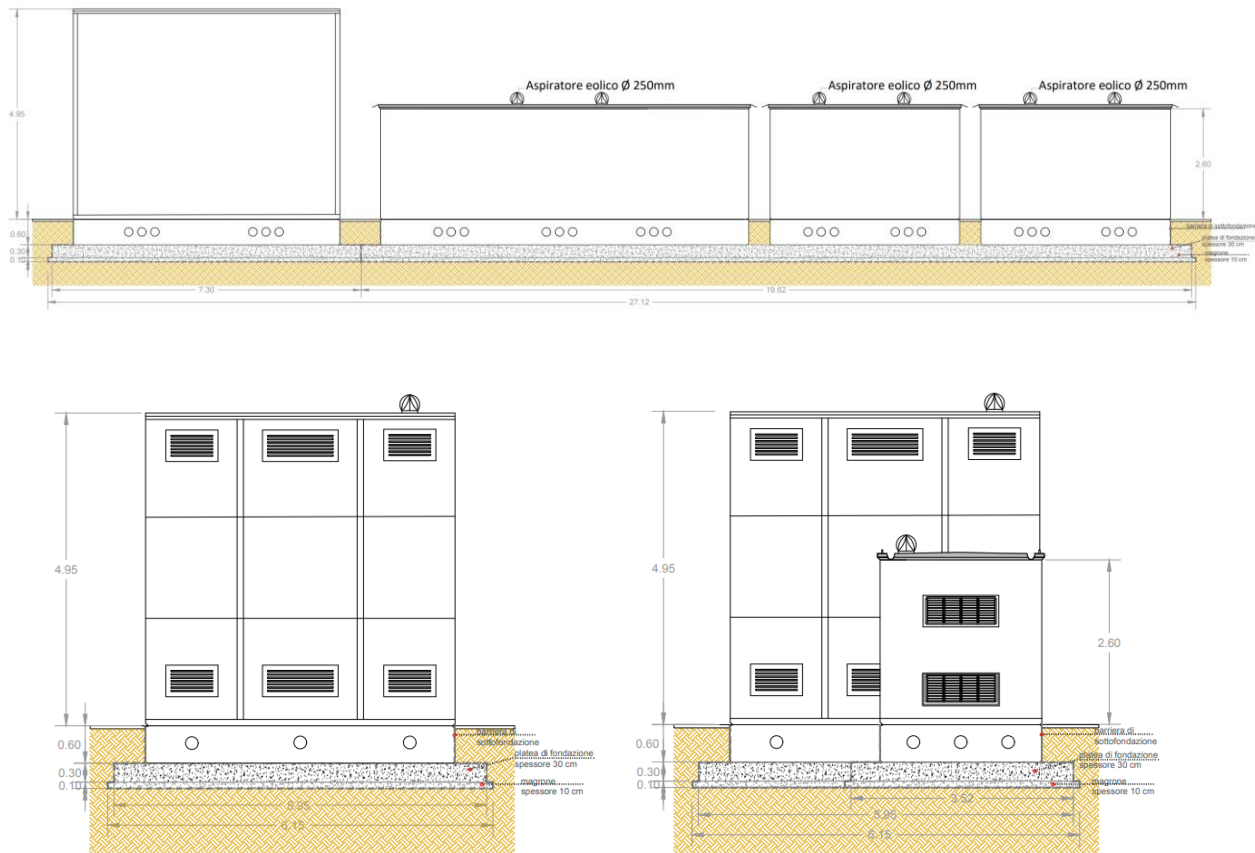 4.95
0.60
0.30
0.10
Aspiratore eolico Ø 250mm
Aspiratore eolico Ø 250mm
Aspiratore eolico Ø 250mm
2.60
barriera di sottofondazione
platea di fondazione
spessore 30 cm
magrone
spessore 10 cm
7.30
19.62
27.12
4.95
0.60
0.30
0.10
barriera di
sottofondazione
platea di fondazione
spessore 30 cm
magrone
spessore 10 cm
5.95
6.15
4.95
2.60
0.60
0.30
0.10
barriera di
sottofondazione
platea di fondazione
spessore 30 cm
magrone
spessore 10 cm
3.52
5.95
6.15